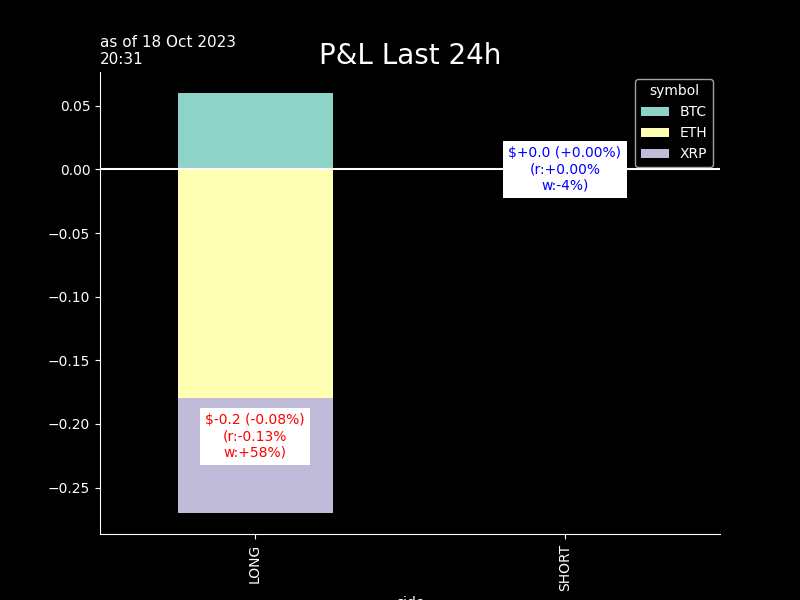 as of 18 Oct 2023
20:31
P&L Last 24h
symbol
BTC
ETH
XRP
0.05
0.00
−0.05
−0.10
−0.15
−0.20
−0.25
$+0.0 (+0.00%)
(r:+0.00%
w:-4%)
$-0.2 (-0.08%)
(r:-0.13%
w:+58%)
LONG
SHORT
side